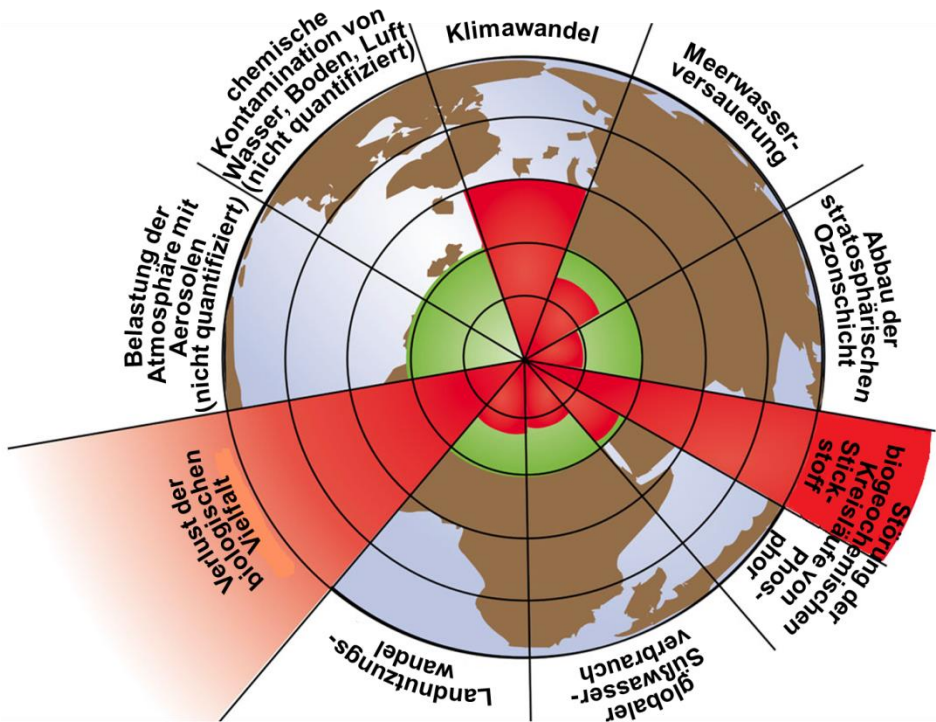 Klimawandel
Meerwasser-
versauerung
Abbau der
stratosphärischen
Ozonschicht
Störung der
biogeochemischen
Kreisläufe von
Stick-
stoff
Phos-
phor
globaler
Süßwasser-
verbrauch
Landnutzungs-
wandel
Verlust der
biologischen
Vielfalt
Belastung der
Atmosphäre mit
Aerosolen
(nicht quantifiziert)
chemische
Kontamination von
Wasser, Boden, Luft
(nicht quantifiziert)